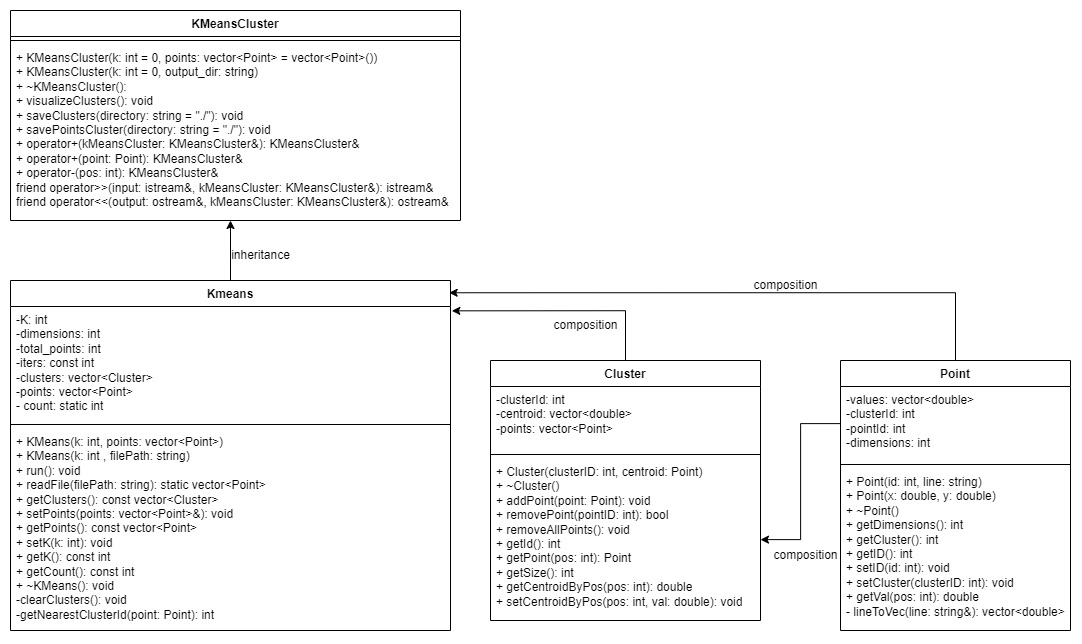 KMeansCluster
+ KMeansCluster(k: int = 0, points: vector<Point> = vector<Point>())
+ KMeansCluster(k: int = 0, output_dir: string)
+ ~KMeansCluster():
+ visualizeClusters(): void
+ saveClusters(directory: string = "./"): void
+ savePointsCluster(directory: string = "./"): void
+ operator+(kMeansCluster: KMeansCluster&): KMeansCluster&
+ operator+(point: Point): KMeansCluster&
+ operator-(pos: int): KMeansCluster&
friend operator>>(input: istream&, kMeansCluster: KMeansCluster&): istream&
friend operator<<(output: ostream&, kMeansCluster: KMeansCluster&): ostream&
inheritance
Kmeans
-K: int
-dimensions: int
-total_points: int
-iters: const int
-clusters: vector<Cluster>
-points: vector<Point>
- count: static int
+ KMeans(k: int, points: vector<Point>)
+ KMeans(k: int , filePath: string)
+ run(): void
+ readFile(filePath: string): static vector<Point>
+ getClusters(): const vector<Cluster>
+ setPoints(points: vector<Point>&): void
+ getPoints(): const vector<Point>
+ setK(k: int): void
+ getK(): const int
+ getCount(): const int
+ ~KMeans(): void
-clearClusters(): void
-getNearestClusterId(point: Point): int
composition
composition
Cluster
-clusterId: int
-centroid: vector<double>
-points: vector<Point>
+ Cluster(clusterID: int, centroid: Point)
+ ~Cluster()
+ addPoint(point: Point): void
+ removePoint(pointID: int): bool
+ removeAllPoints(): void
+ getId(): int
+ getPoint(pos: int): Point
+ getSize(): int
+ getCentroidByPos(pos: int): double
+ setCentroidByPos(pos: int, val: double): void
composition
Point
-values: vector<double>
-clusterId: int
-pointId: int
-dimensions: int
+ Point(id: int, line: string)
+ Point(x: double, y: double)
+ ~Point()
+ getDimensions(): int
+ getCluster(): int
+ getID(): int
+ setID(id: int): void
+ setCluster(clusterID: int): void
+ getVal(pos: int): double
- lineToVec(line: string&): vector<double>